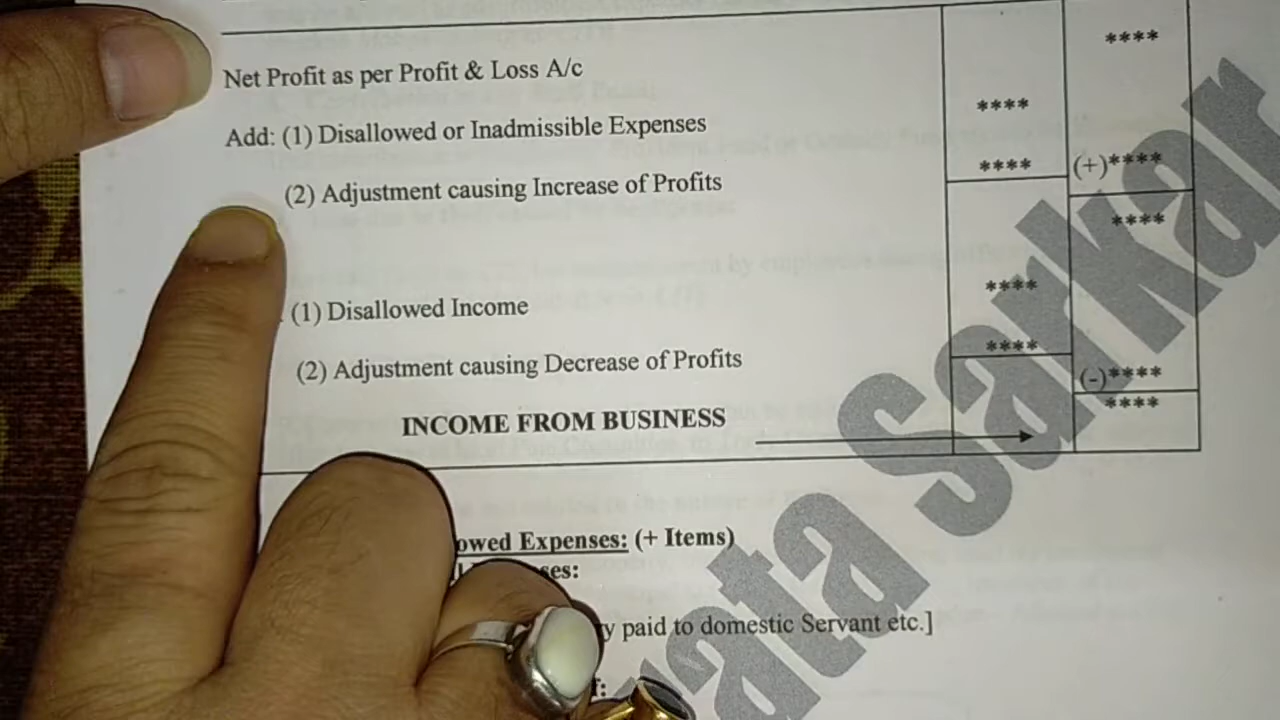 ****
Net Profit as per Profit & Loss A/c
****
Add: (1) Disallowed or Inadmissible Expenses
**** (+)****
(2) Adjustment causing Increase of Profits
****
****
(1) Disallowed Income
****
(2) Adjustment causing Decrease of Profits
(-)****
****
INCOME FROM BUSINESS
owed Expenses: (+ Items)
ses:
y paid to domestic Servant etc.]
rata Sarkar